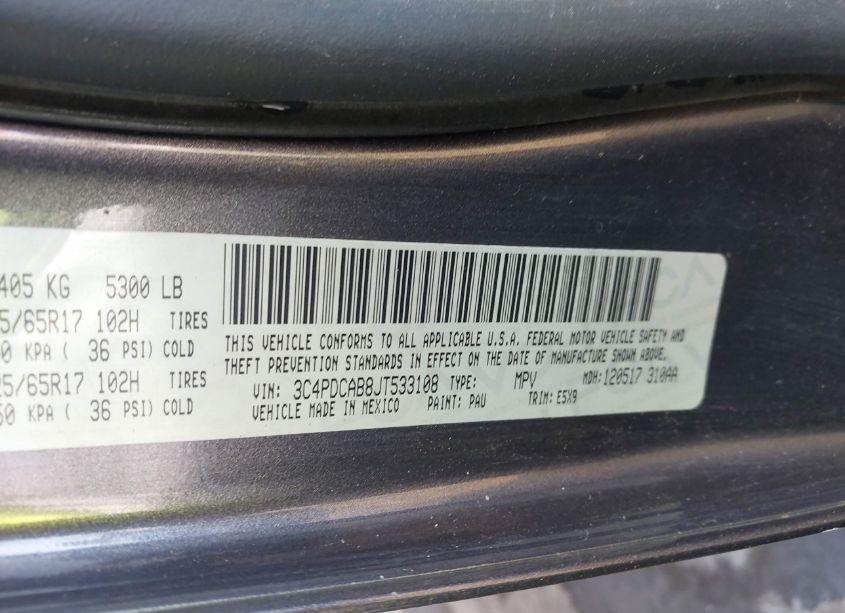 405 KG 5300 LB
5/65R17 102H TIRES
0 KPA ( 36 PSI) COLD
25/65R17 102H TIRES
50 KPA ( 36 PSI) COLD
THIS VEHICLE CONFORMS TO ALL APPLICABLE U.S.A. FEDERAL MOTOR VEHICLE SAFETY AND
THEFT PREVENTION STANDARDS IN EFFECT ON THE DATE OF MANUFACTURE SHOWN ABOVE.
VIN: 3C4PDCAB8JT533108 TYPE: MPV MDH: 120517 310AA
VEHICLE MADE IN MEXICO PAINT: PAU TRIM: E5X9